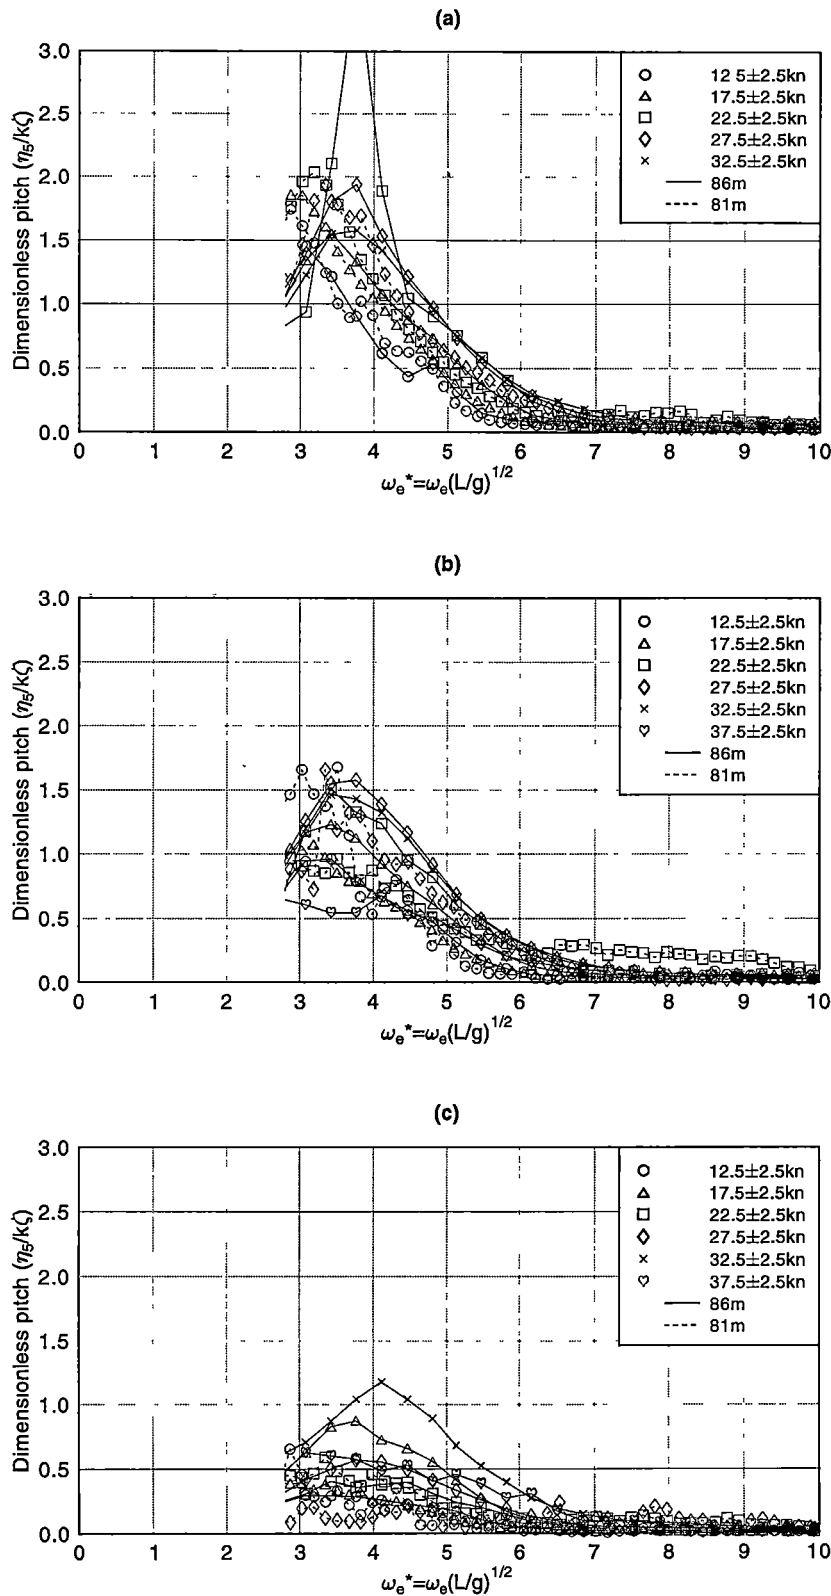 (a)
Dimensionless pitch (η₅/kζ)
3.0
2.5
2.0
1.5
1.0
0.5
0.0
0 1 2 3 4 5 6 7 8 9 10
ωₑ*=ωₑ(L/g)^1/2
12 5±2.5kn
17.5±2.5kn
22.5±2.5kn
27.5±2.5kn
32.5±2.5kn
86m
81m
(b)
Dimensionless pitch (η₅/kζ)
3.0
2.5
2.0
1.5
1.0
0.5
0.0
0 1 2 3 4 5 6 7 8 9 10
ωₑ*=ωₑ(L/g)^1/2
12.5±2.5kn
17.5±2.5kn
22.5±2.5kn
27.5±2.5kn
32.5±2.5kn
37.5±2.5kn
86m
81m
(c)
Dimensionless pitch (η₅/kζ)
3.0
2.5
2.0
1.5
1.0
0.5
0.0
0 1 2 3 4 5 6 7 8 9 10
ωₑ*=ωₑ(L/g)^1/2
12.5±2.5kn
17.5±2.5kn
22.5±2.5kn
27.5±2.5kn
32.5±2.5kn
37.5±2.5kn
86m
81m